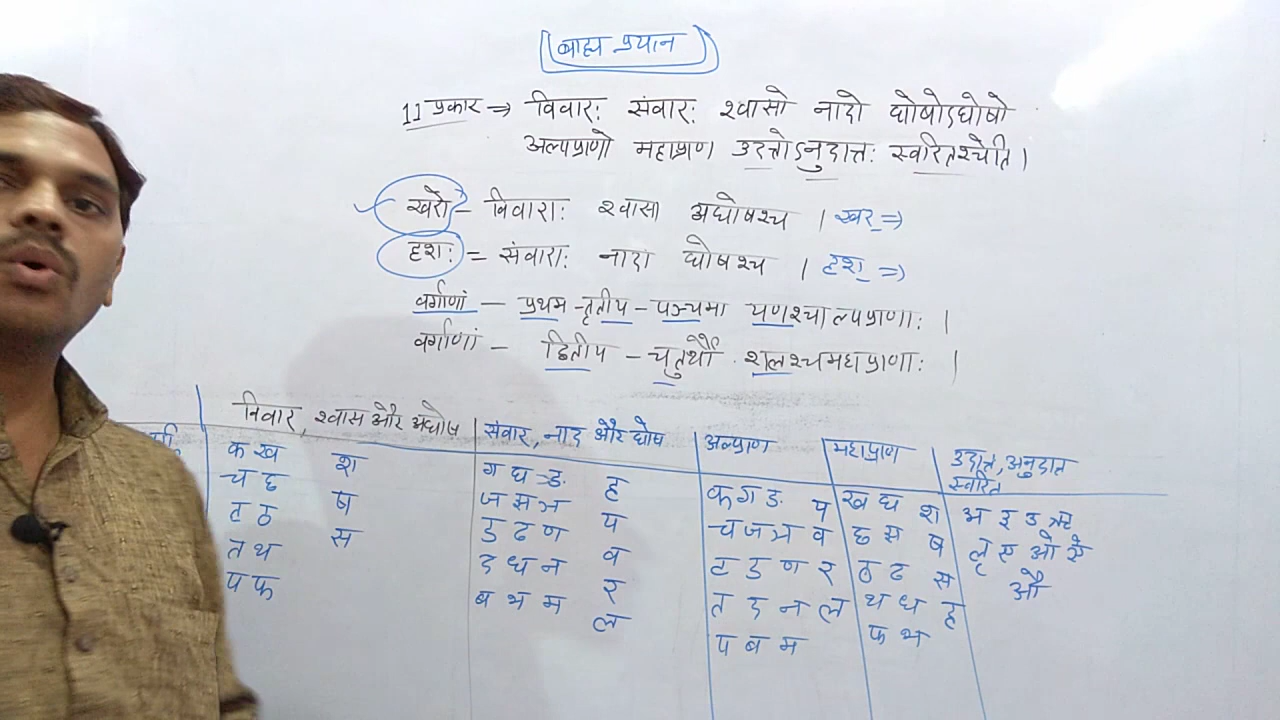 बाह्य प्रयत्न
11 प्रकार ⇒ विवारः संवारः श्वासो नादो घोषोऽघोषो
अल्पप्राणो महाप्राण उदात्तोऽनुदात्तः स्वरितश्चेति।
खरो – विवाराः श्वासा अघोषश्च । खर् ⇒
हशः = संवाराः नादा घोषश्च । हश् ⇒
वर्गाणां – प्रथम - तृतीय - पञ्चमा यणश्चाल्पप्राणाः ।
वर्गाणां – द्वितीय – चतुर्थौ शलश्चमहाप्राणाः ।
विवार, श्वास और अघोष
क ख श
च छ ष
ट ठ स
त थ
प फ
संवार, नाद और घोष
ग घ ङ ह
ज झ ञ य
ड ढ ण व
द ध न र
ब भ म ल
अल्पप्राण
क ग ङ य
च ज ञ व
ट ड ण र
त द न ल
प ब म
महाप्राण
ख घ श
छ झ ष
ठ ढ स
थ ध ह
फ भ
उदात्त, अनुदात्त
स्वरित
अ इ उ ऋ
लृ ए ओ ऐ
औ